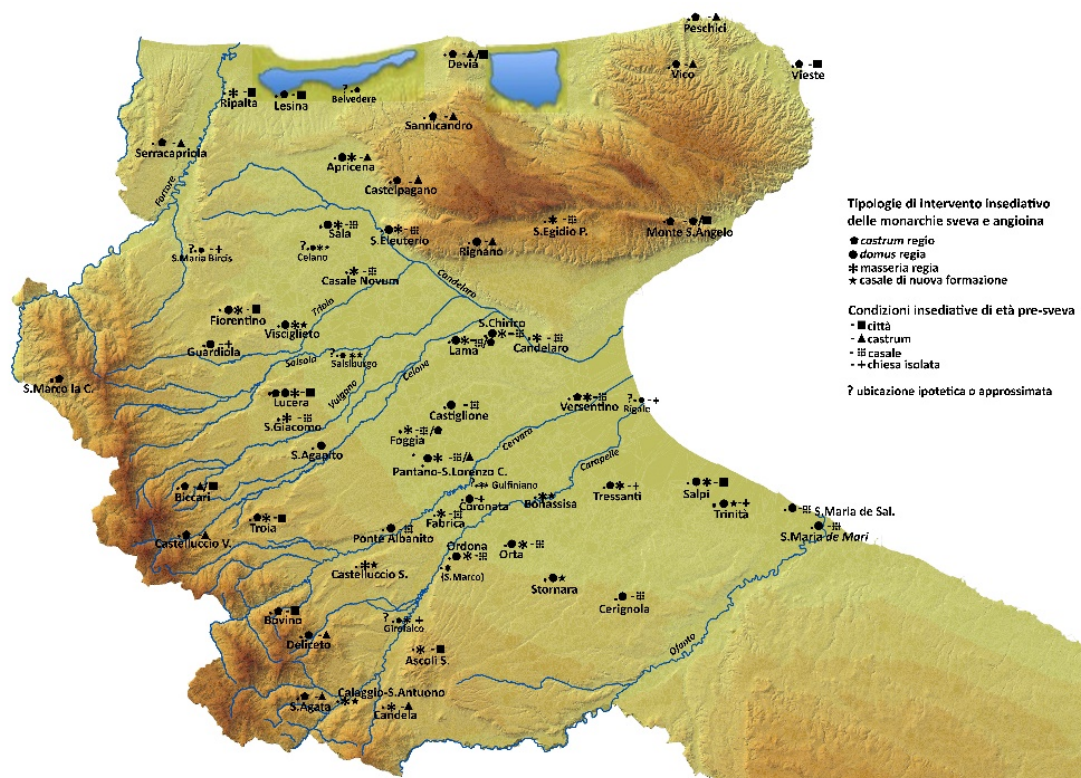 Peschici
Devia
Vico
Vieste
Ripalta
Lesina
?
Belvedere
Sannicandro
Serracapriola
Fortore
Apricena
Castelpagano
Sala
S.Eleuterio
S.Egidio P.
Monte S.Angelo
Rignano
?
S.Maria Bircis
?
Celano
Casale Novum
Candelaro
Triolo
Fiorentino
Visciglieto
S.Chirico
Lama
Candelaro
Guardiola
Salsola
?
Salsiburgo
Vulgano
Celone
S.Marco la C.
Lucera
S.Giacomo
Castiglione
Versentino
?
Rigale
Foggia
Cervaro
S.Agapito
Pantano-S.Lorenzo C.
Carapelle
?
Gulfiniano
Biccari
Coronata
Bonassisa
Tressanti
Salpi
Trinità
S.Maria de Sal.
S.Maria de Mari
Troia
Fabrica
Castelluccio V.
Ponte Albanito
Ordona
Orta
(S.Marco)
Castelluccio S.
Stornara
Cerignola
Bovino
?
Girofalco
Deliceto
Ofanto
Ascoli S.
Calaggio-S.Antuono
S.Agata
Candela
Tipologie di intervento insediativo
delle monarchie sveva e angioina
castrum regio
domus regia
masseria regia
casale di nuova formazione
Condizioni insediative di età pre-sveva
- città
- castrum
- casale
- chiesa isolata
? ubicazione ipotetica o approssimata